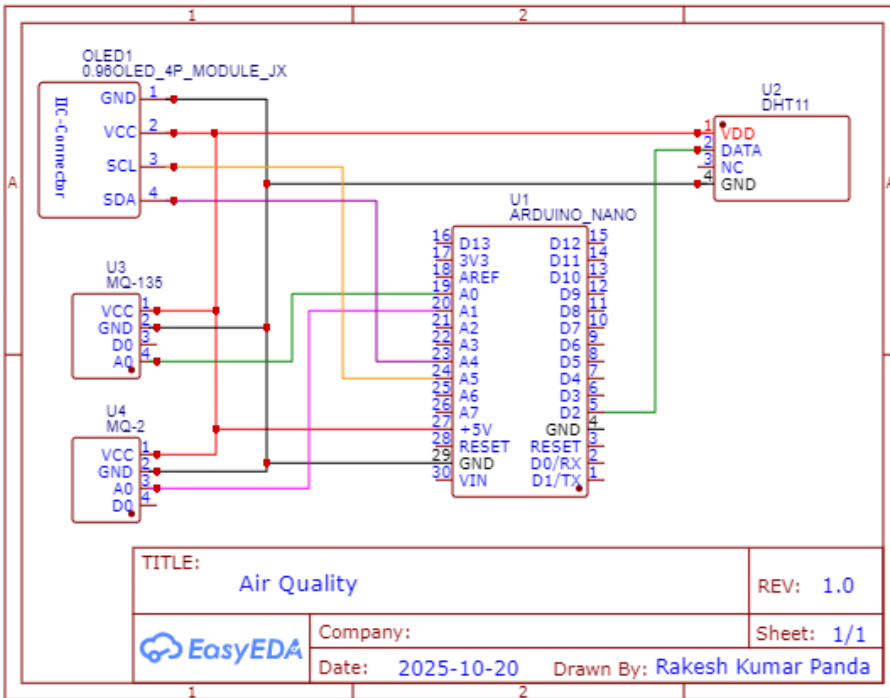 1 2
A A
OLED1
0.96OLED_4P_MODULE_JX
IIC-Connector
GND 1
VCC 2
SCL 3
SDA 4
U2
DHT11
1 VDD
2 DATA
3 NC
4 GND
U3
MQ-135
VCC 1
GND 2
D0 3
A0 4
U4
MQ-2
VCC 1
GND 2
A0 3
D0 4
U1
ARDUINO_NANO
16 D13 D12 15
17 3V3 D11 14
18 AREF D10 13
19 A0 D9 12
20 A1 D8 11
21 A2 D7 10
22 A3 D6 9
23 A4 D5 8
24 A5 D4 7
25 A6 D3 6
26 A7 D2 5
27 +5V GND 4
28 RESET RESET 3
29 GND D0/RX 2
30 VIN D1/TX 1
TITLE:
Air Quality
REV: 1.0
EasyEDA
Company:
Sheet: 1/1
Date: 2025-10-20 Drawn By: Rakesh Kumar Panda
1 2